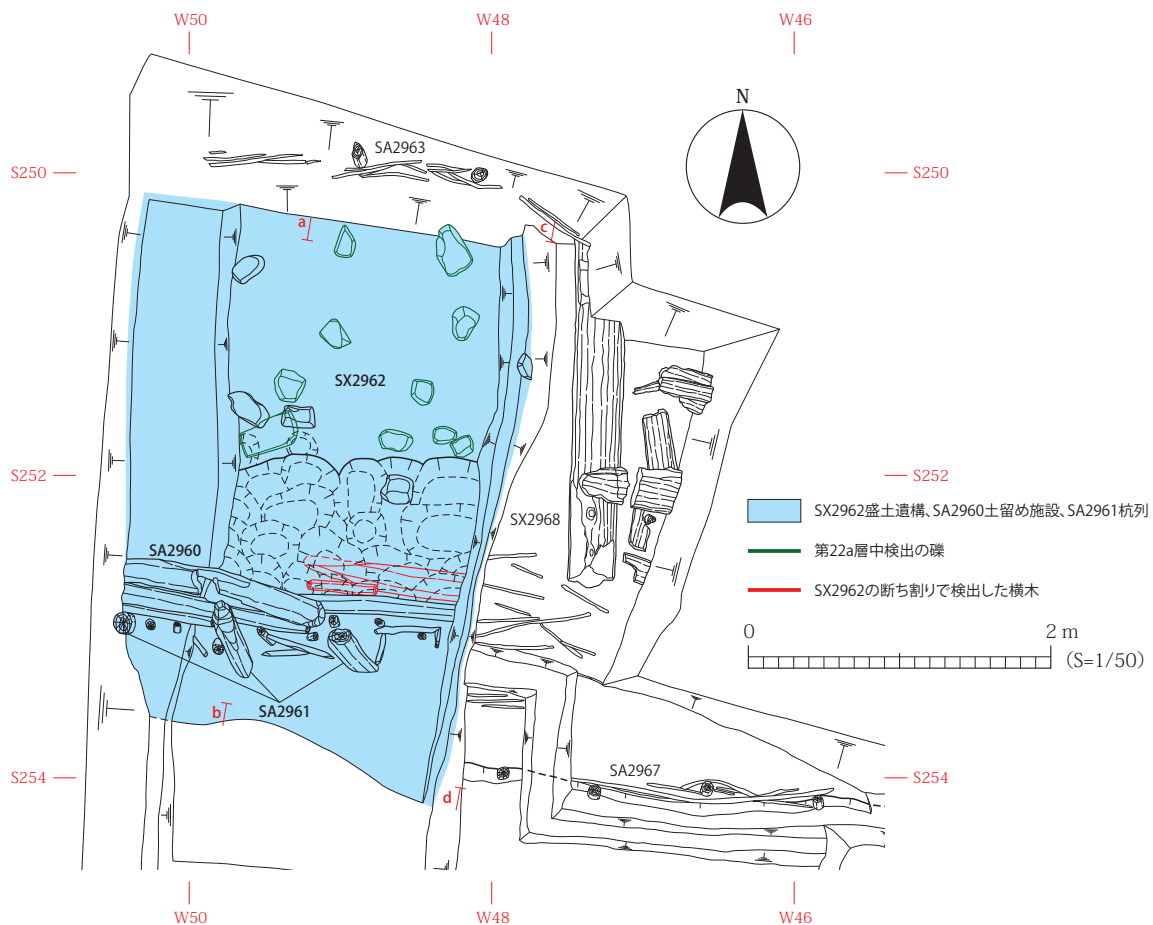 W50
W48
W46
N
SA2963
S250
S250
a
c
SX2962
S252
S252
SX2968
SX2962盛土遺構、SA2960土留め施設、SA2961杭列
SA2960
第22a層中検出の礫
SX2962の断ち割りで検出した横木
0
2 m
(S=1/50)
b
SA2961
S254
SA2967
S254
d
W50
W48
W46